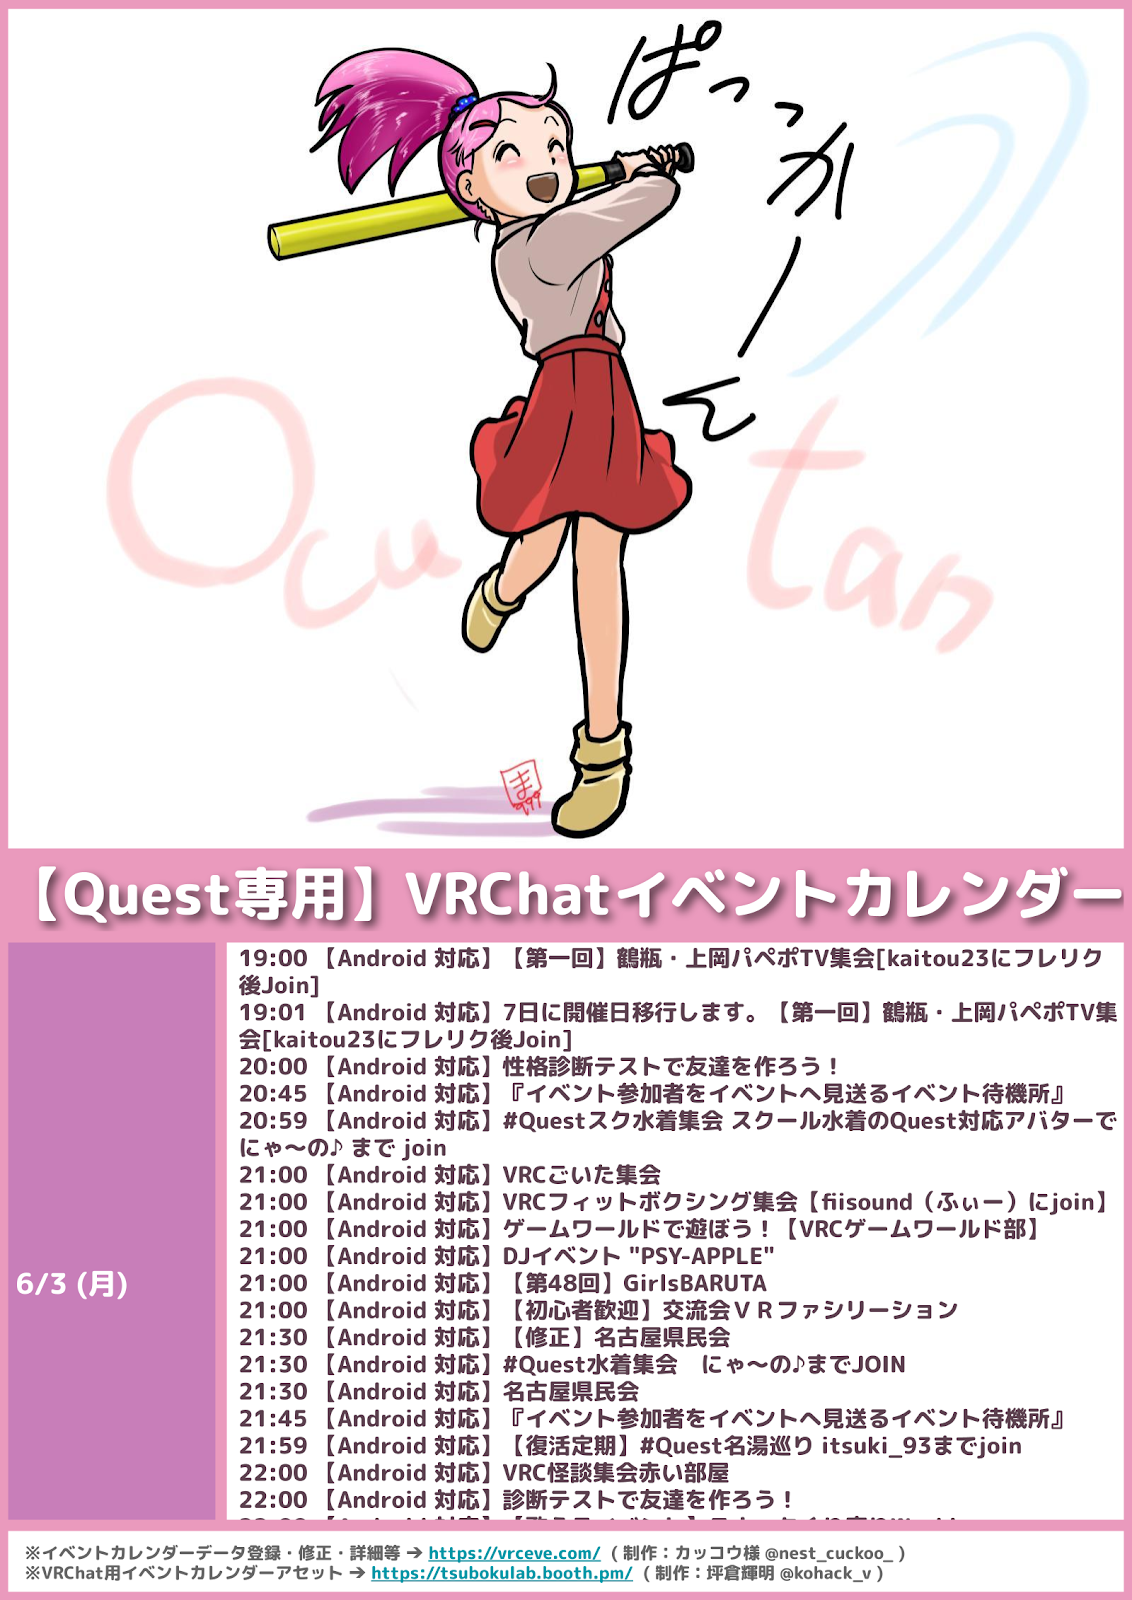 ぱっっかーーん
Ocu tan
ま
999
【Quest専用】VRChatイベントカレンダー
6/3 (月)
19:00 【Android 対応】【第一回】鶴瓶・上岡パペポTV集会[kaitou23にフレリク
後Join]
19:01 【Android 対応】7日に開催日移行します。【第一回】鶴瓶・上岡パペポTV集
会[kaitou23にフレリク後Join]
20:00 【Android 対応】性格診断テストで友達を作ろう！
20:45 【Android 対応】『イベント参加者をイベントへ見送るイベント待機所』
20:59 【Android 対応】#Questスク水着集会 スクール水着のQuest対応アバターで
にゃ～の♪ まで join
21:00 【Android 対応】VRCごいた集会
21:00 【Android 対応】VRCフィットボクシング集会【fiisound（ふぃー）にjoin】
21:00 【Android 対応】ゲームワールドで遊ぼう！【VRCゲームワールド部】
21:00 【Android 対応】DJイベント "PSY-APPLE"
21:00 【Android 対応】【第48回】GirlsBARUTA
21:00 【Android 対応】【初心者歓迎】交流会ＶＲファシリーション
21:30 【Android 対応】【修正】名古屋県民会
21:30 【Android 対応】#Quest水着集会　にゃ～の♪までJOIN
21:30 【Android 対応】名古屋県民会
21:45 【Android 対応】『イベント参加者をイベントへ見送るイベント待機所』
21:59 【Android 対応】【復活定期】#Quest名湯巡り itsuki_93までjoin
22:00 【Android 対応】VRC怪談集会赤い部屋
22:00 【Android 対応】診断テストで友達を作ろう！
※イベントカレンダーデータ登録・修正・詳細等 → https://vrceve.com/ （制作：カッコウ様 @nest_cuckoo_ ）
※VRChat用イベントカレンダーアセット → https://tsubokulab.booth.pm/ （制作：坪倉輝明 @kohack_v ）